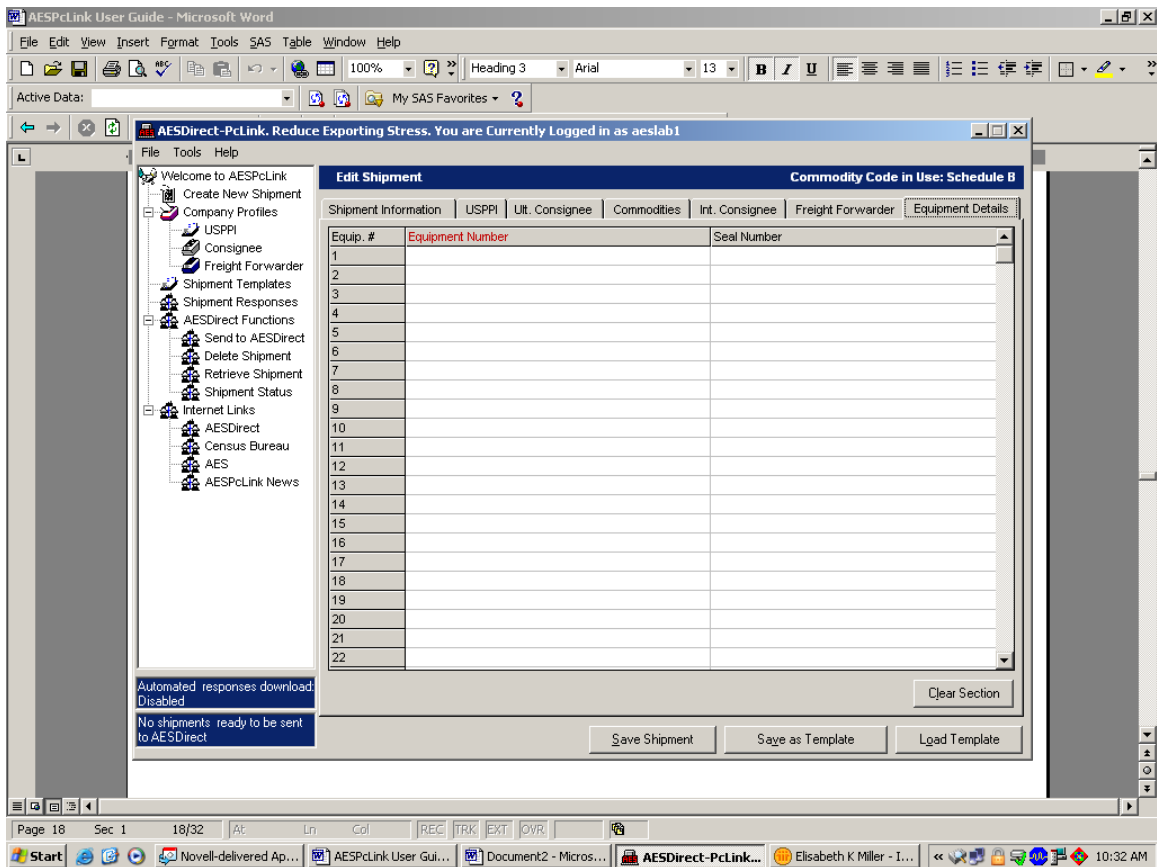 AESPcLink User Guide - Microsoft Word
File Edit View Insert Format Tools SAS Table Window Help
100% Heading 3 Arial 13 B I U
Active Data: My SAS Favorites
AESDirect-PcLink. Reduce Exporting Stress. You are Currently Logged in as aeslab1
File Tools Help
Welcome to AESPcLink
Create New Shipment
Company Profiles
USPPI
Consignee
Freight Forwarder
Shipment Templates
Shipment Responses
AESDirect Functions
Send to AESDirect
Delete Shipment
Retrieve Shipment
Shipment Status
Internet Links
AESDirect
Census Bureau
AES
AESPcLink News
Automated responses download:
Disabled
No shipments ready to be sent
to AESDirect
Edit Shipment Commodity Code in Use: Schedule B
Shipment Information USPPI Ult. Consignee Commodities Int. Consignee Freight Forwarder Equipment Details
Equip. # Equipment Number Seal Number
1
2
3
4
5
6
7
8
9
10
11
12
13
14
15
16
17
18
19
20
21
22
Clear Section
Save Shipment Save as Template Load Template
Page 18 Sec 1 18/32 At Ln Col REC TRK EXT OVR
Start Novell-delivered Ap... AESPcLink User Gui... Document2 - Micros... AESDirect-PcLink... Elisabeth K Miller - I... 10:32 AM